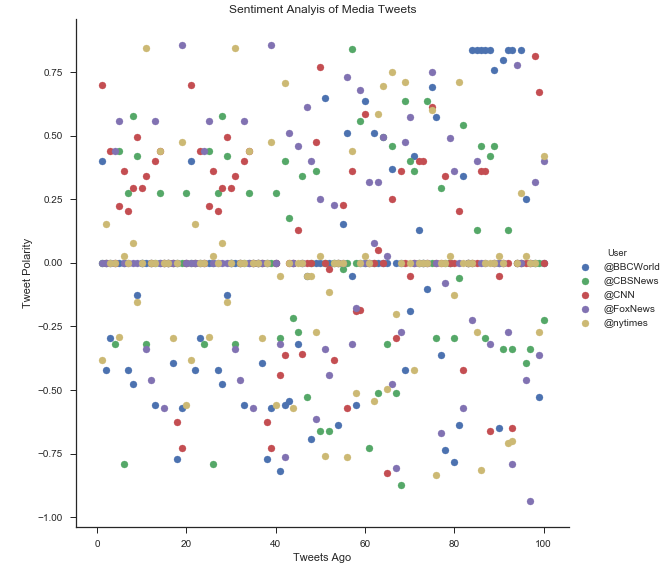 Sentiment Analyis of Media Tweets
Tweet Polarity
0.75
0.50
0.25
0.00
−0.25
−0.50
−0.75
−1.00
0
20
40
60
80
100
Tweets Ago
User
@BBCWorld
@CBSNews
@CNN
@FoxNews
@nytimes